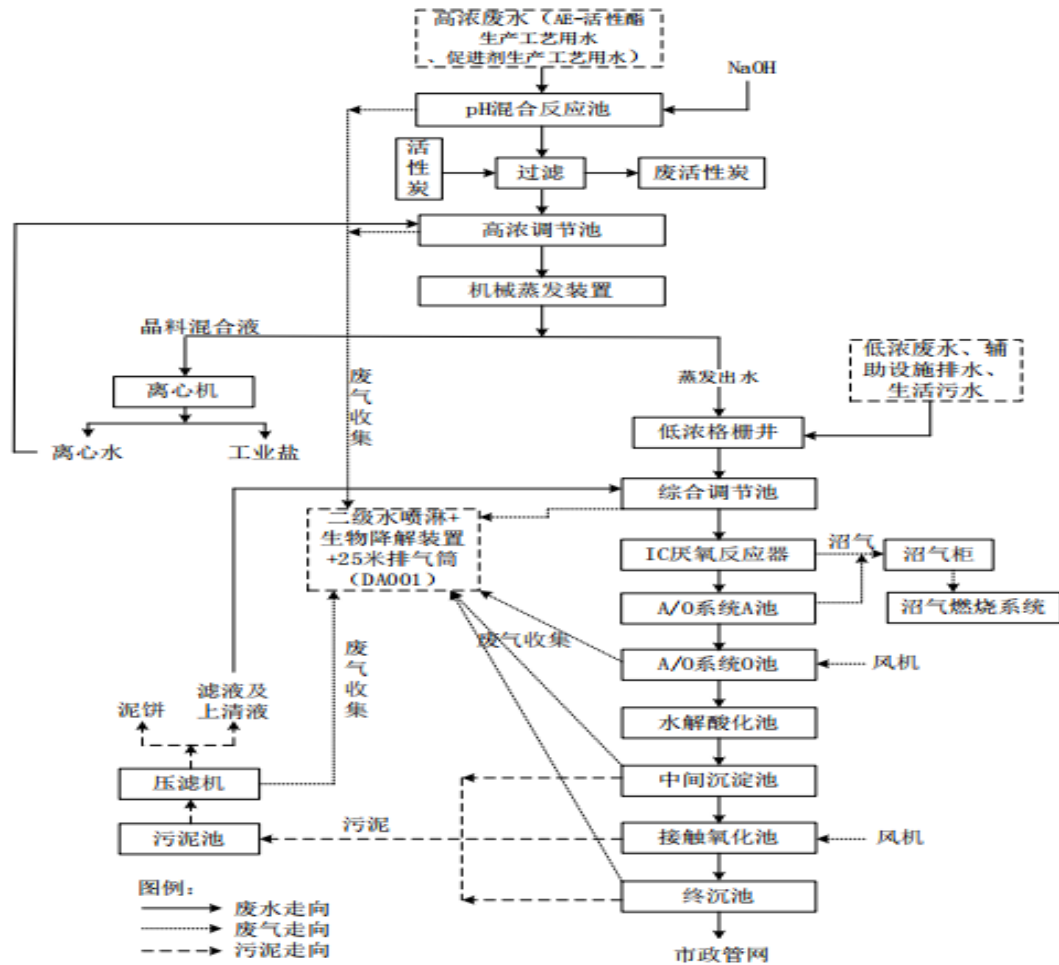 高浓废水（AE-活性酯
生产工艺用水
、促进剂生产工艺用水）
NaOH
pH混合反应池
活
性
炭
过滤
废活性炭
高浓调节池
机械蒸发装置
晶料混合液
离心机
离心水
工业盐
废
气
收
集
蒸发出水
低浓废水、辅
助设施排水、
生活污水
低浓格栅井
综合调节池
二级水喷淋+
生物降解装置
+25米排气筒
（DA001）
IC厌氧反应器
沼气
沼气柜
沼气燃烧系统
A/O系统A池
废气收集
A/O系统O池
风机
废
气
收
集
水解酸化池
泥饼
滤液及
上清液
压滤机
中间沉淀池
污泥池
污泥
接触氧化池
风机
终沉池
市政管网
图例：
废水走向
废气走向
污泥走向